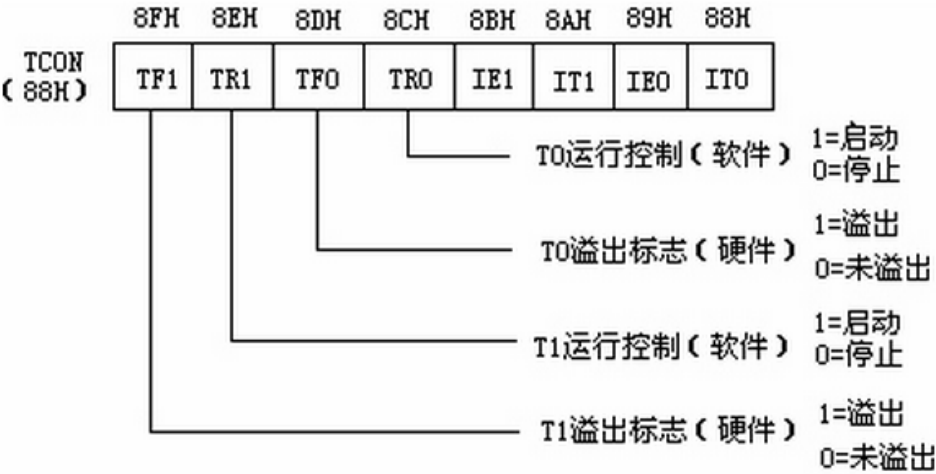 8FH 8EH 8DH 8CH 8BH 8AH 89H 88H
TCON
(88H)
TF1 TR1 TF0 TR0 IE1 IT1 IE0 IT0
T0运行控制(软件) 1=启动
0=停止
T0溢出标志(硬件) 1=溢出
0=未溢出
T1运行控制(软件) 1=启动
0=停止
T1溢出标志(硬件) 1=溢出
0=未溢出